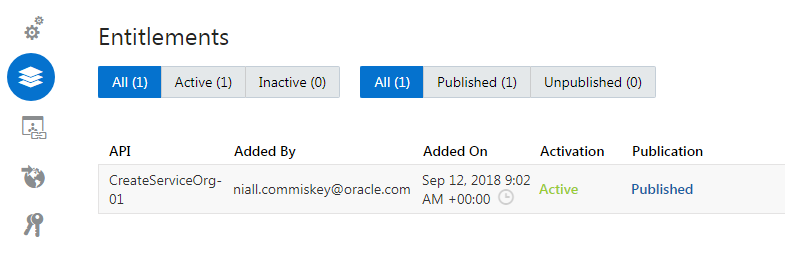 Entitlements
All (1) Active (1) Inactive (0) All (1) Published (1) Unpublished (0)
API Added By Added On Activation Publication
CreateServiceOrg-
01
niall.commiskey@oracle.com
Sep 12, 2018 9:02
AM +00:00
Active
Published